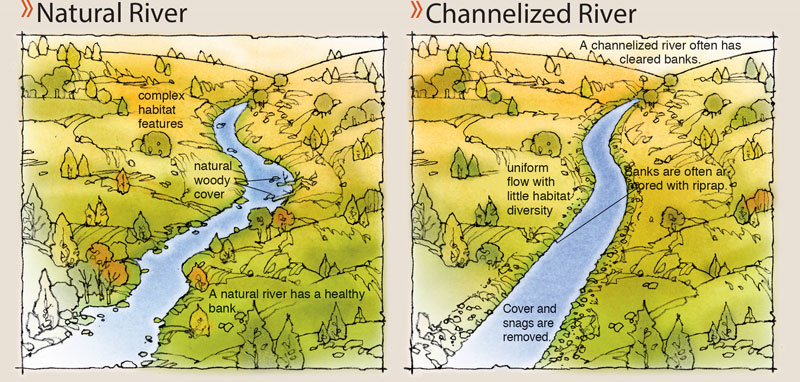 » Natural River
complex
habitat
features
natural
woody
cover
A natural river has a healthy
bank
» Channelized River
A channelized river often has
cleared banks.
uniform
flow with
little habitat
diversity
Banks are often ar
mored with riprap.
Cover and
snags are
removed.